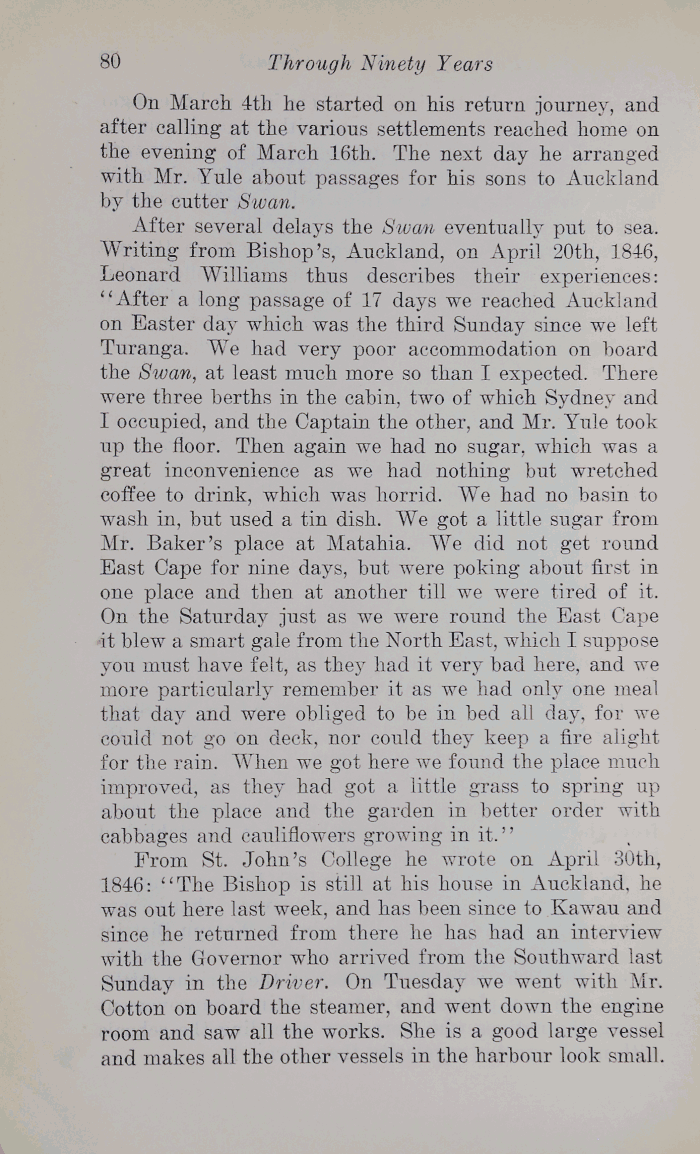 80 Through Ninety Years
On March 4th he started on his return journey, and
after calling at the various settlements reached home on
the evening of March 16th. The next day he arranged
with Mr. Yule about passages for his sons to Auckland
by the cutter Swan.
After several delays the Swan eventually put to sea.
Writing from Bishop's, Auckland, on April 20th, 1846,
Leonard Williams thus describes their experiences:
“After a long passage of 17 days we reached Auckland
on Easter day which was the third Sunday since we left
Turanga. We had very poor accommodation on board
the Swan, at least much more so than I expected. There
were three berths in the cabin, two of which Sydney and
I occupied, and the Captain the other, and Mr. Yule took
up the floor. Then again we had no sugar, which was a
great inconvenience as we had nothing but wretched
coffee to drink, which was horrid. We had no basin to
wash in, but used a tin dish. We got a little sugar from
Mr. Baker's place at Matahia. We did not get round
East Cape for nine days, but were poking about first in
one place and then at another till we were tired of it.
On the Saturday just as we were round the East Cape
it blew a smart gale from the North East, which I suppose
you must have felt, as they had it very bad here, and we
more particularly remember it as we had only one meal
that day and were obliged to be in bed all day, for we
could not go on deck, nor could they keep a fire alight
for the rain. When we got here we found the place much
improved, as they had got a little grass to spring up
about the place and the garden in better order with
cabbages and cauliflowers growing in it.”
From St. John's College he wrote on April 30th,
1846: “The Bishop is still at his house in Auckland, he
was out here last week, and has been since to Kawau and
since he returned from there he has had an interview
with the Governor who arrived from the Southward last
Sunday in the Driver. On Tuesday we went with Mr.
Cotton on board the steamer, and went down the engine
room and saw all the works. She is a good large vessel
and makes all the other vessels in the harbour look small.